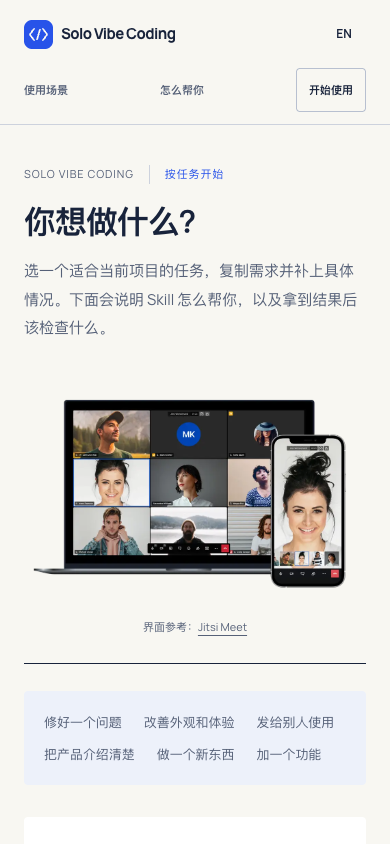 Solo Vibe Coding
EN
使用场景
怎么帮你
开始使用
SOLO VIBE CODING
按任务开始
你想做什么?
选一个适合当前项目的任务，复制需求并补上具体
情况。下面会说明 Skill 怎么帮你，以及拿到结果后
该检查什么。
MK
界面参考：Jitsi Meet
修好一个问题 改善外观和体验 发给别人使用
把产品介绍清楚 做一个新东西 加一个功能